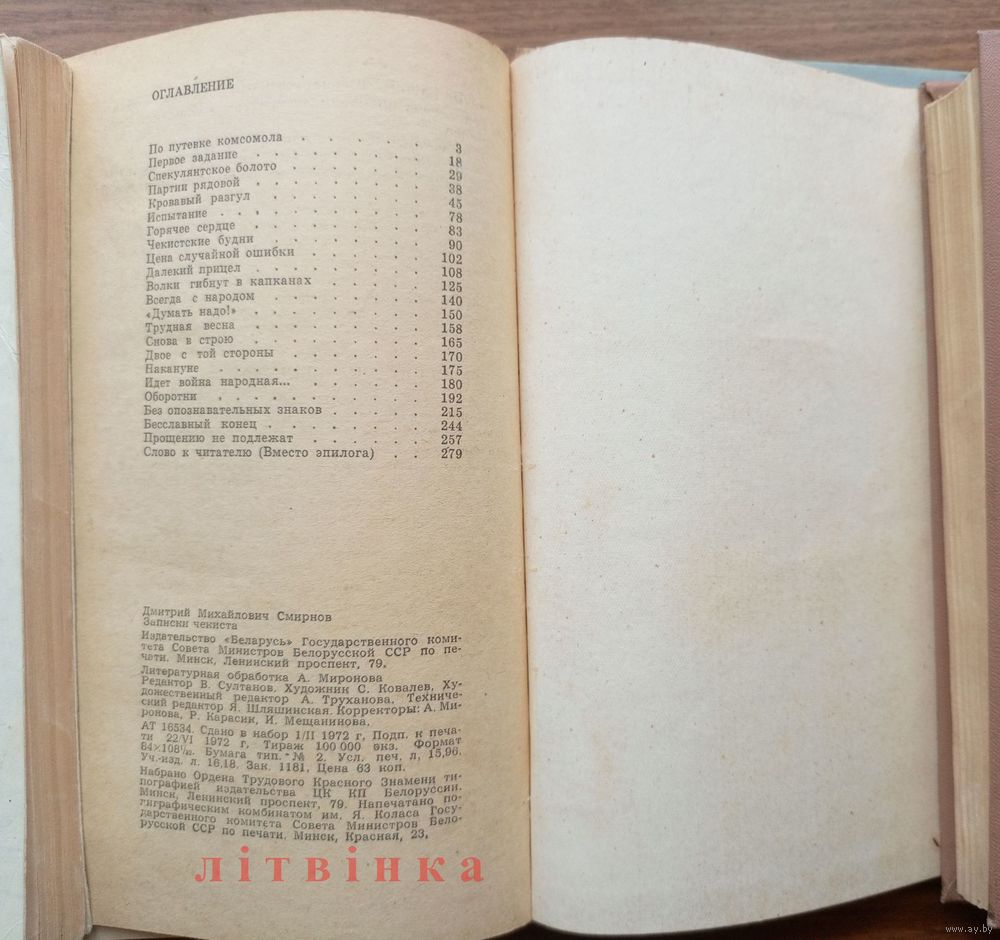 ОГЛАВЛЕНИЕ
По путевке комсомола . . . . . 3
Первое задание . . . . . . . 18
Спекулянтское болото . . . . . 29
Партии рядовой . . . . . . . 38
Кровавый разгул . . . . . . . 45
Испытание . . . . . . . . 78
Горячее сердце . . . . . . . 83
Чекистские будни . . . . . . . 90
Цена случайной ошибки . . . . . 102
Далекий прицел . . . . . . . 108
Волки гибнут в капканах . . . . . 125
Всегда с народом . . . . . . . 140
«Думать надо!» . . . . . . . 150
Трудная весна . . . . . . . 158
Снова в строю . . . . . . . 165
Двое с той стороны . . . . . . 170
Накануне . . . . . . . . 175
Идет война народная... . . . . . . 180
Оборотни . . . . . . . . 192
Без опознавательных знаков . . . . 215
Бесславный конец . . . . . . . 244
Прощению не подлежат . . . . . . 257
Слово к читателю (Вместо эпилога) . . 279
Дмитрий Михайлович Смирнов
Записки чекиста
Издательство «Беларусь» Государственного коми-
тета Совета Министров Белорусской ССР по пе-
чати. Минск, Ленинский проспект, 79.
Литературная обработка А. Миронова
Редактор В. Султанов. Художник С. Ковалев. Ху-
дожественный редактор А. Труханова. Техниче-
ский редактор Я. Шляшинская. Корректоры: А. Ми-
ронова, Р. Карасик, И. Мещанинова.
АТ 16534. Сдано в набор 1/II 1972 г. Подп. к печа-
ти 22/VI 1972 г. Тираж 100 000 экз. Формат
84×108¹/₃₂. Бумага тип. № 2. Усл. печ. л. 15,96.
Уч.-изд. л. 16,18. Зак. 1181. Цена 63 коп.
Набрано Ордена Трудового Красного Знамени ти-
пографией издательства ЦК КП Белоруссии.
Минск, Ленинский проспект, 79. Напечатано по-
лиграфическим комбинатом им. Я. Коласа Госу-
дарственного комитета Совета Министров Бело-
русской ССР по печати. Минск, Красная, 23.
літвінка
www.ay.by